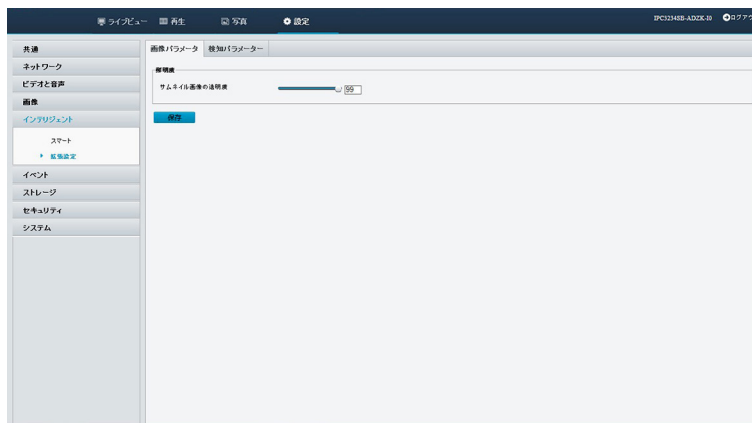 ライブビュー 再生 写真 設定 IPC3234SB-ADZK-I0 ログアウ
共通
ネットワーク
ビデオと音声
画像
インテリジェント
スマート
拡張設定
イベント
ストレージ
セキュリティ
システム
画像パラメータ 検知パラメーター
照明度
サムネイル画像の透明度 99
保存